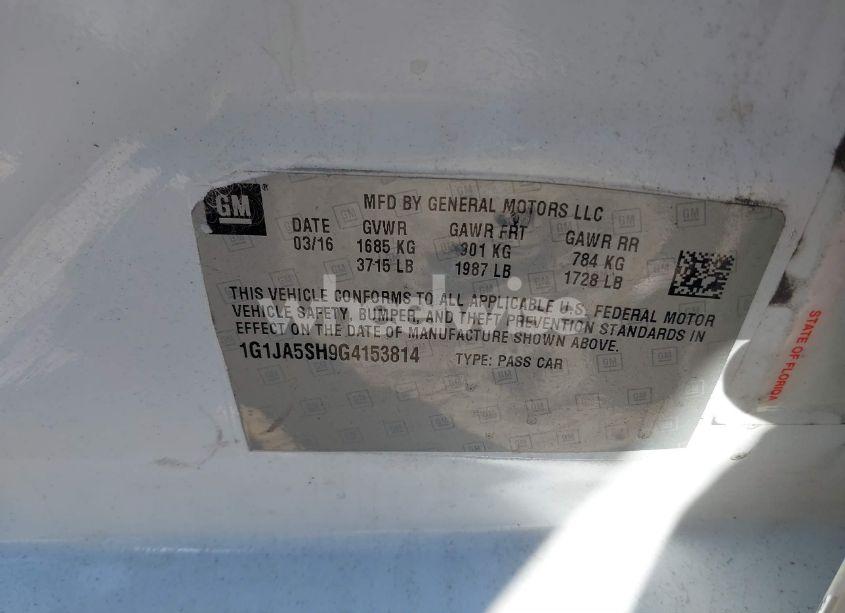 GM
MFD BY GENERAL MOTORS LLC
DATE GVWR GAWR FRT GAWR RR
03/16 1685 KG 901 KG 784 KG
3715 LB 1987 LB 1728 LB
THIS VEHICLE CONFORMS TO ALL APPLICABLE U.S. FEDERAL MOTOR
VEHICLE SAFETY, BUMPER, AND THEFT PREVENTION STANDARDS IN
EFFECT ON THE DATE OF MANUFACTURE SHOWN ABOVE.
1G1JA5SH9G4153814 TYPE: PASS CAR
STATE OF FLORIDA